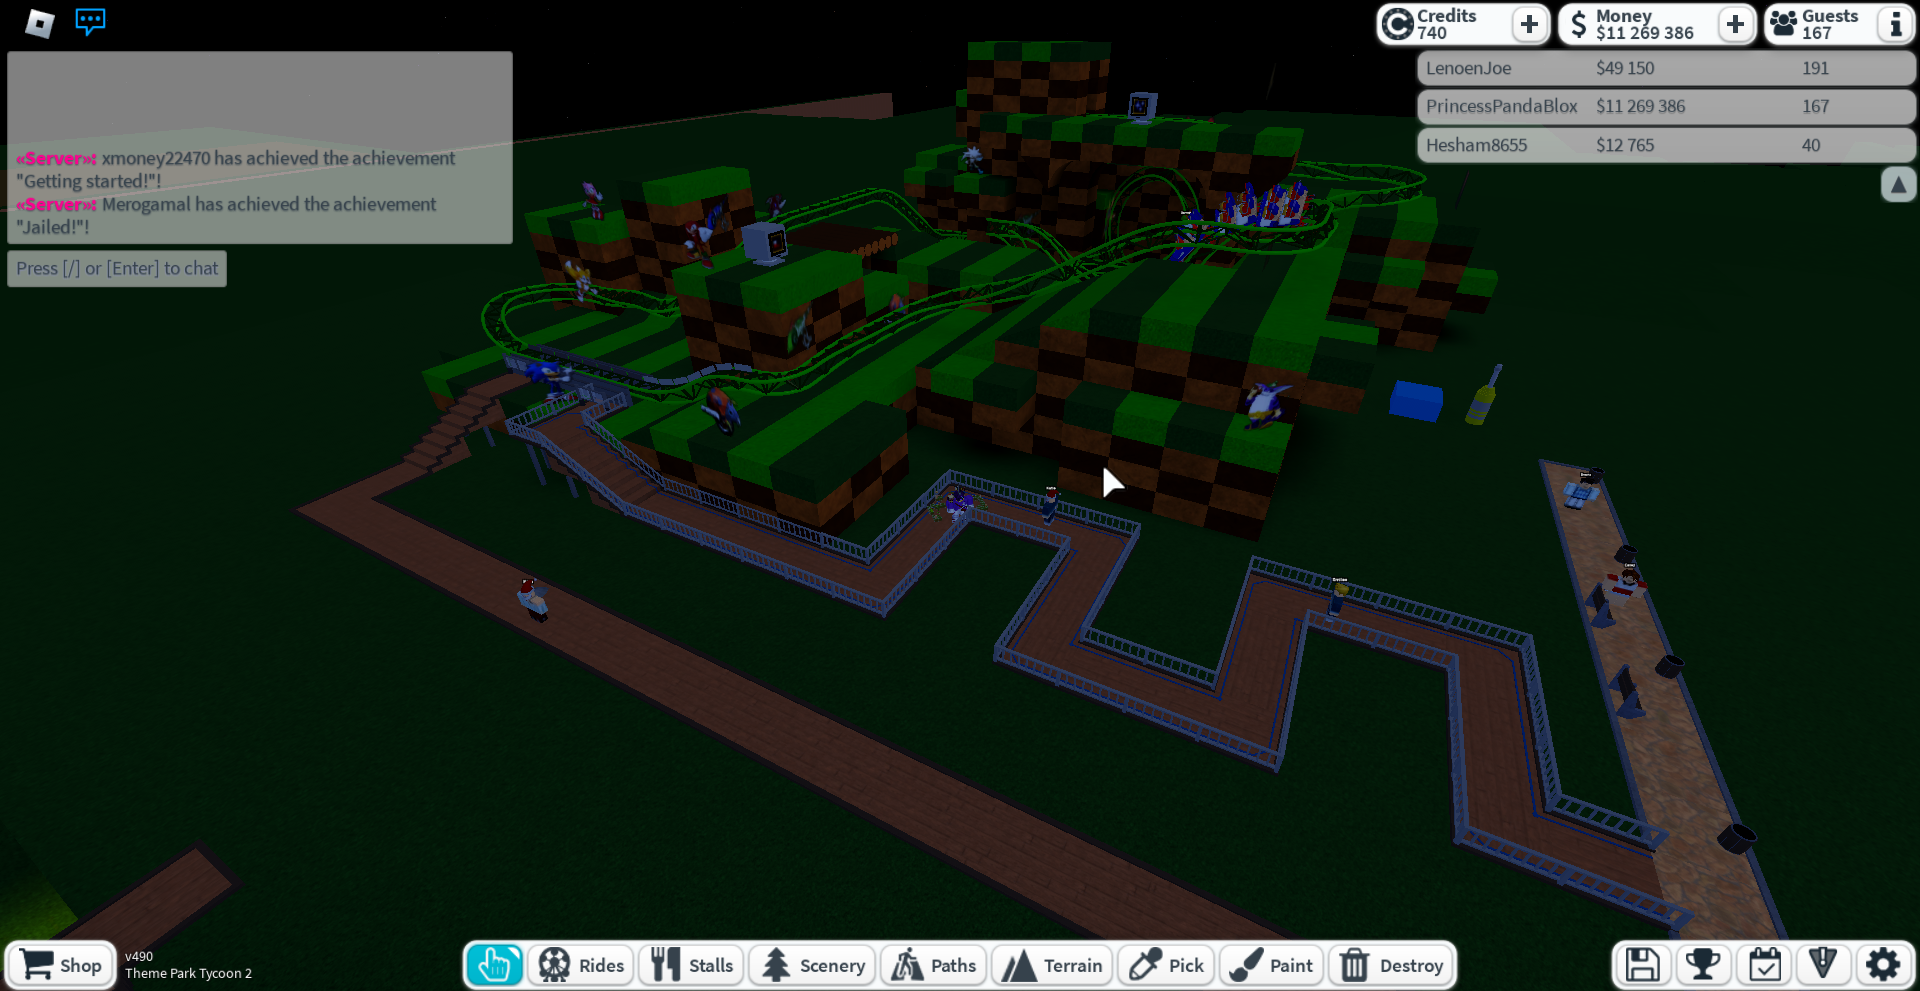 Credits
740
Money
$11 269 386
Guests
167
LenoenJoe $49 150 191
PrincessPandaBlox $11 269 386 167
Hesham8655 $12 765 40
«Server»: xmoney22470 has achieved the achievement
"Getting started!"!
«Server»: Merogamal has achieved the achievement
"Jailed!"!
Press [/] or [Enter] to chat
Shop
v490
Theme Park Tycoon 2
Rides
Stalls
Scenery
Paths
Terrain
Pick
Paint
Destroy